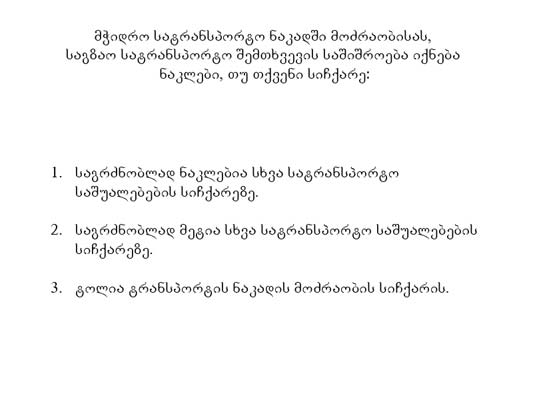 მჭიდრო სატრანსპორტო ნაკადში მოძრაობისას,
საგზაო სატრანსპორტო შემთხვევის საშიშროება იქნება
ნაკლები, თუ თქვენი სიჩქარე:
1. საგრძნობლად ნაკლებია სხვა სატრანსპორტო
საშუალებების სიჩქარეზე.
2. საგრძნობლად მეტია სხვა სატრანსპორტო საშუალებების
სიჩქარეზე.
3. ტოლია ტრანსპორტის ნაკადის მოძრაობის სიჩქარის.